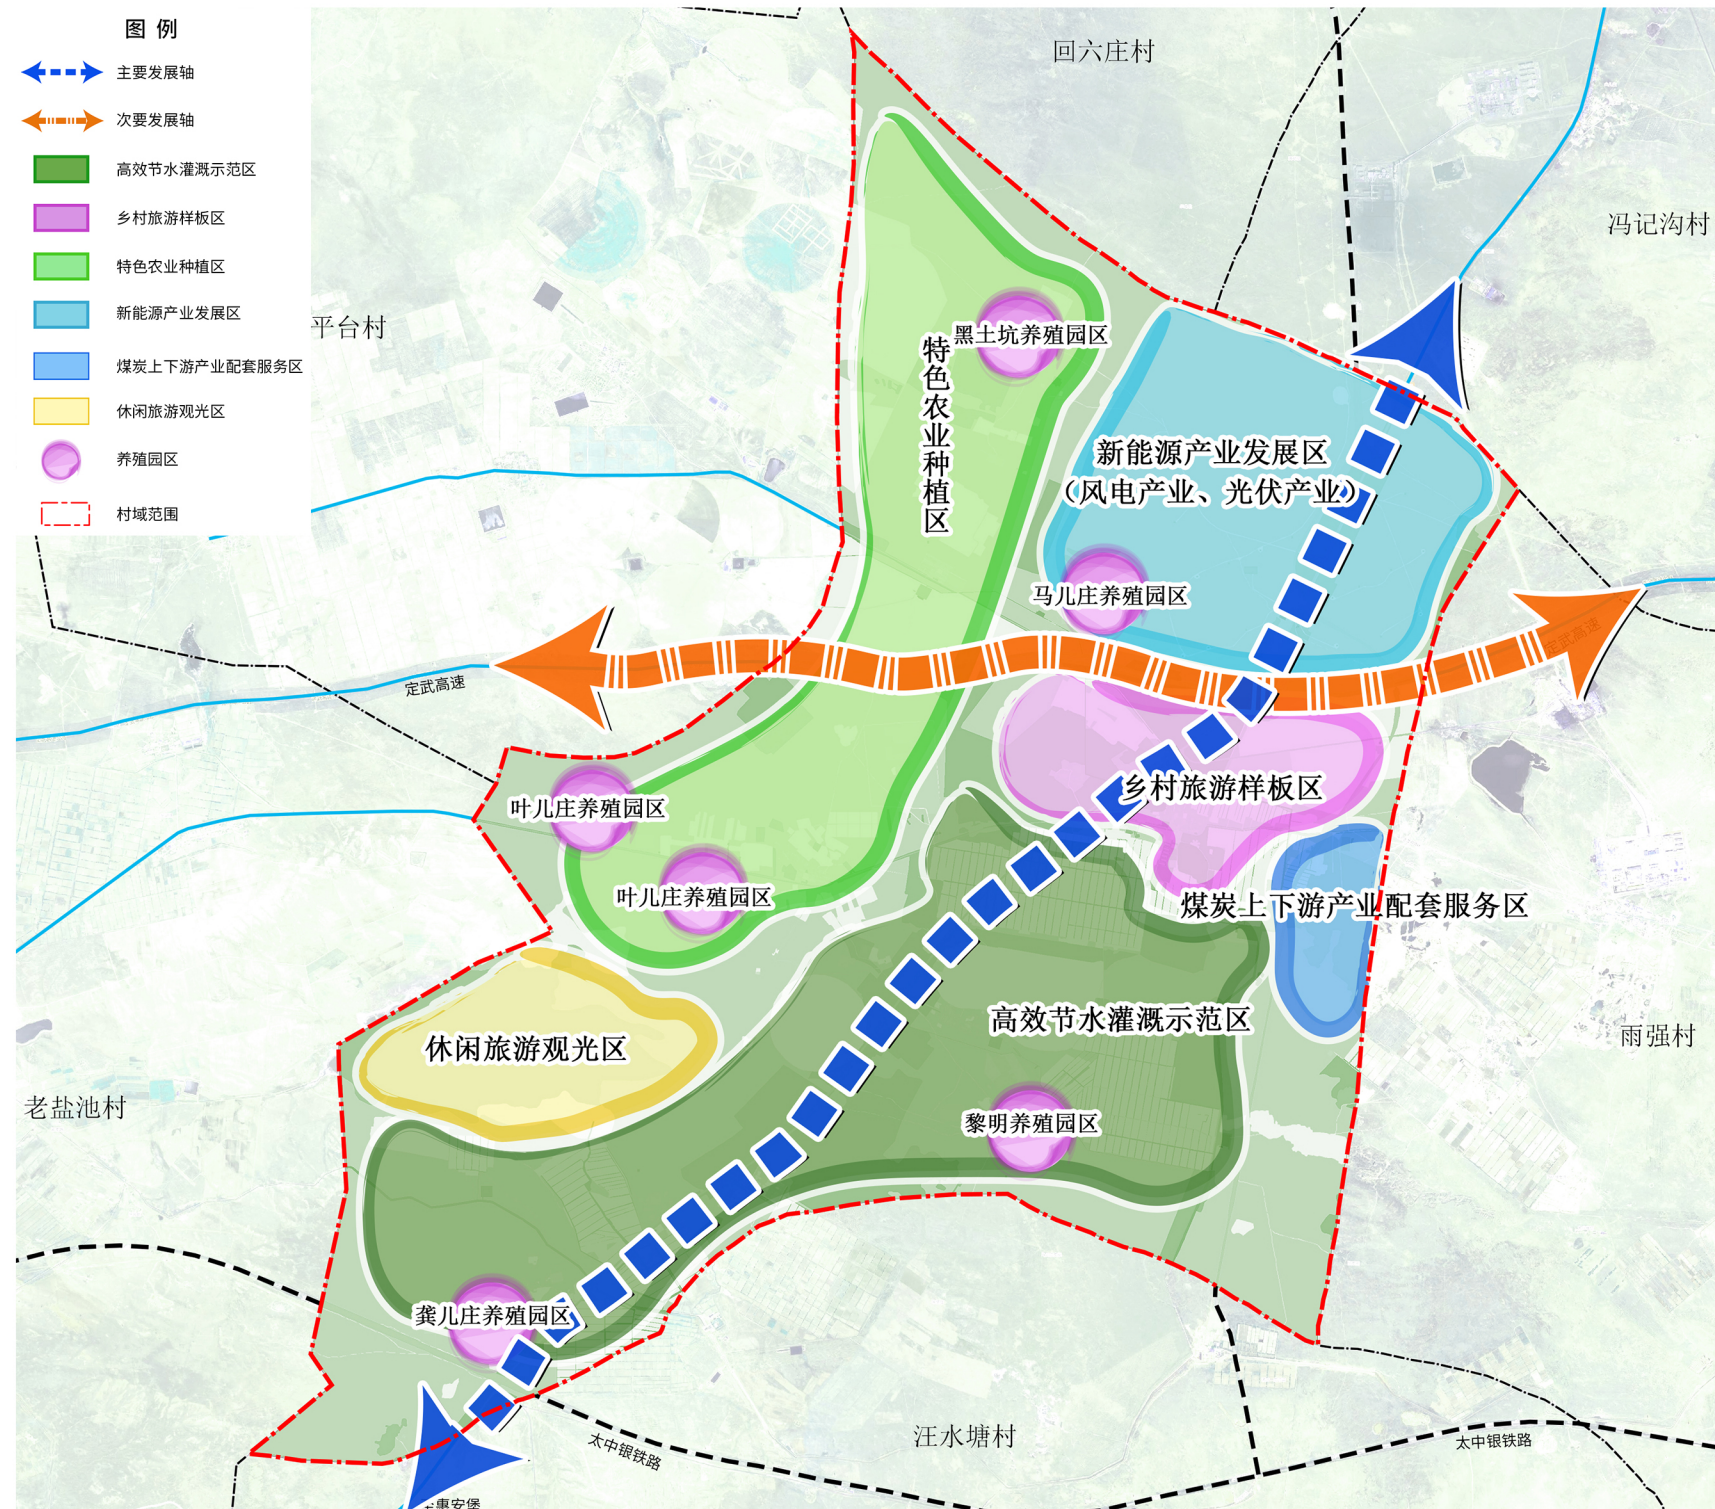 图 例
主要发展轴
次要发展轴
高效节水灌溉示范区
乡村旅游样板区
特色农业种植区
新能源产业发展区
煤炭上下游产业配套服务区
休闲旅游观光区
养殖园区
村域范围
回六庄村
冯记沟村
平台村
黑土坑养殖园区
特色农业种植区
新能源产业发展区
（风电产业、光伏产业）
马儿庄养殖园区
定武高速
定武高速
乡村旅游样板区
叶儿庄养殖园区
叶儿庄养殖园区
煤炭上下游产业配套服务区
高效节水灌溉示范区
休闲旅游观光区
雨强村
老盐池村
黎明养殖园区
龚儿庄养殖园区
汪水塘村
太中银铁路
太中银铁路
惠安堡